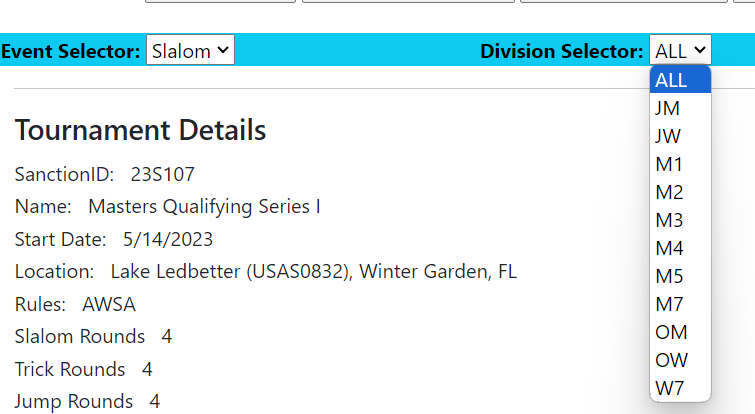 Event Selector: Slalom Division Selector: ALL
ALL
JM
JW
M1
M2
M3
M4
M5
M7
OM
OW
W7
Tournament Details
SanctionID: 23S107
Name: Masters Qualifying Series I
Start Date: 5/14/2023
Location: Lake Ledbetter (USAS0832), Winter Garden, FL
Rules: AWSA
Slalom Rounds 4
Trick Rounds 4
Jump Rounds 4